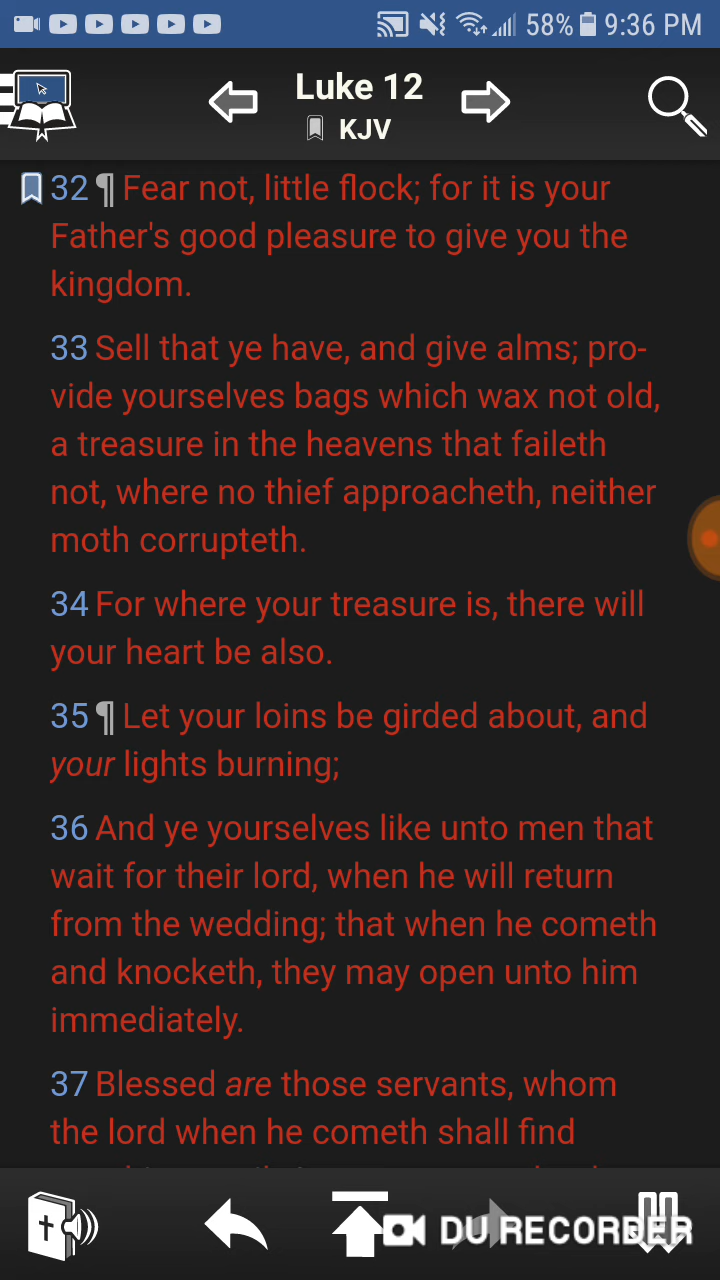 58% 9:36 PM
Luke 12
KJV
32 ¶ Fear not, little flock; for it is your
Father's good pleasure to give you the
kingdom.
33 Sell that ye have, and give alms; pro-
vide yourselves bags which wax not old,
a treasure in the heavens that faileth
not, where no thief approacheth, neither
moth corrupteth.
34 For where your treasure is, there will
your heart be also.
35 ¶ Let your loins be girded about, and
your lights burning;
36 And ye yourselves like unto men that
wait for their lord, when he will return
from the wedding; that when he cometh
and knocketh, they may open unto him
immediately.
37 Blessed are those servants, whom
the lord when he cometh shall find
DU RECORDER